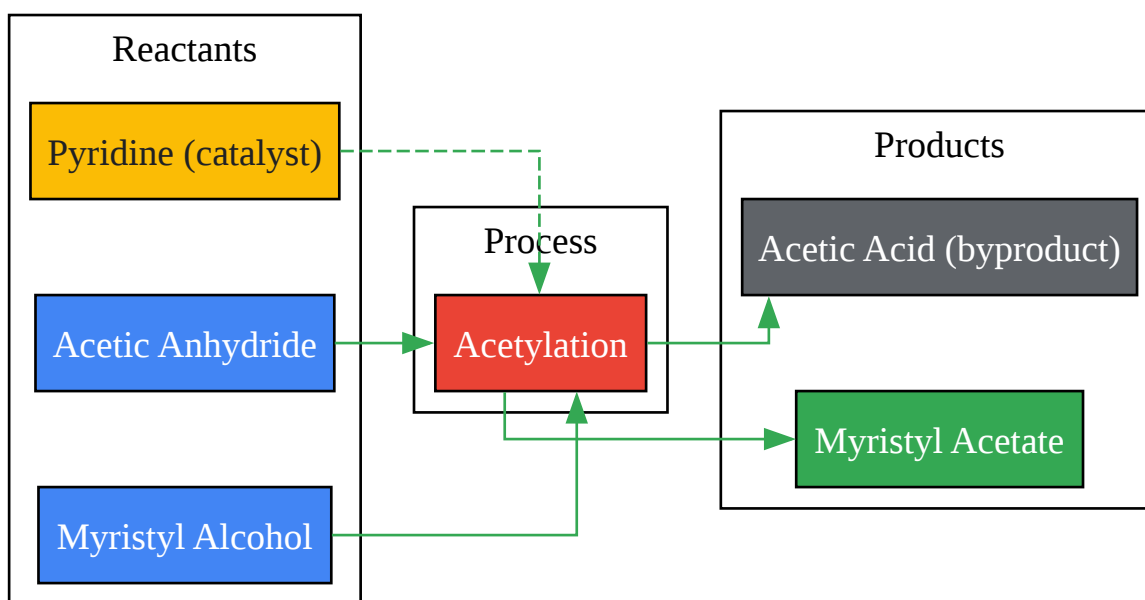 Reactants
Pyridine (catalyst)
Acetic Anhydride
Myristyl Alcohol
Process
Acetylation
Products
Acetic Acid (byproduct)
Myristyl Acetate